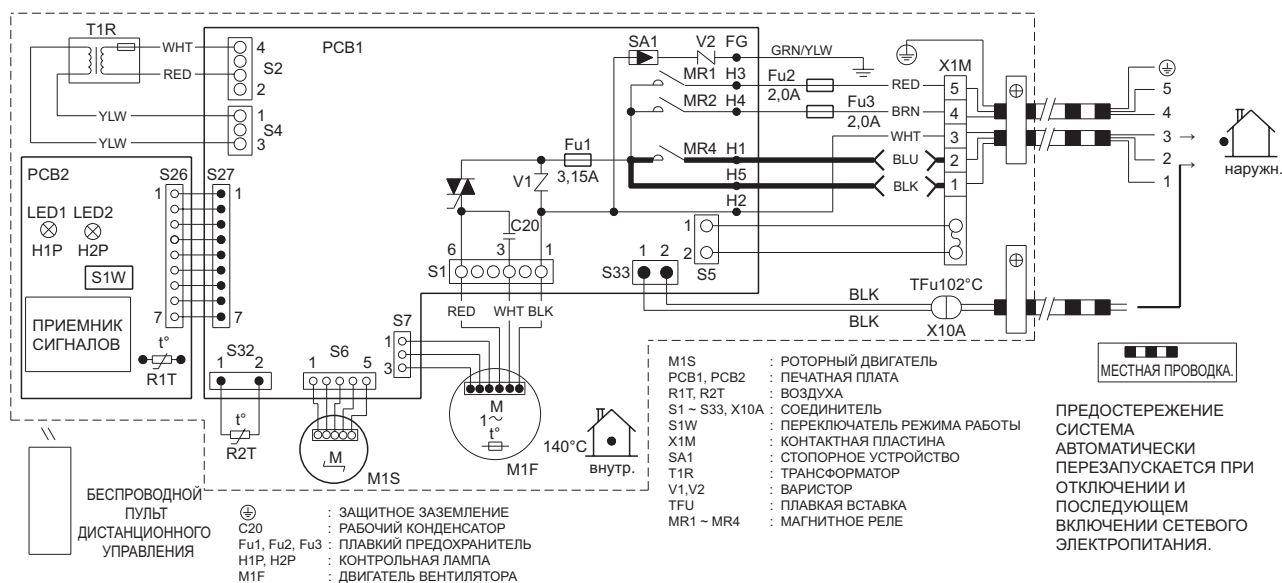 T1R
WHT
RED
YLW
YLW
4
S2
2
1
S4
3
PCB1
SA1
V2
FG
GRN/YLW
MR1
H3
Fu2
2,0A
RED
MR2
H4
Fu3
2,0A
BRN
WHT
Fu1
3,15A
MR4
H1
BLU
H5
BLK
H2
V1
C20
X1M
5
4
3
2
1
5
4
3
2
1
наружн.
PCB2
LED1 LED2
H1P H2P
S1W
ПРИЕМНИК
СИГНАЛОВ
S26
1
7
S27
1
7
t°
R1T
S1
6
3
1
RED
WHT
BLK
S33
1 2
1
2
S5
BLK
BLK
TFu102°C
X10A
S7
1
3
S32
1 2
t°
R2T
S6
1 5
M
M1S
M
1~
t°
140°C
M1F
внутр.
БЕСПРОВОДНОЙ
ПУЛЬТ
ДИСТАНЦИОННОГО
УПРАВЛЕНИЯ
: ЗАЩИТНОЕ ЗАЗЕМЛЕНИЕ
C20 : РАБОЧИЙ КОНДЕНСАТОР
Fu1, Fu2, Fu3 : ПЛАВКИЙ ПРЕДОХРАНИТЕЛЬ
H1P, H2P : КОНТРОЛЬНАЯ ЛАМПА
M1F : ДВИГАТЕЛЬ ВЕНТИЛЯТОРА
M1S : РОТОРНЫЙ ДВИГАТЕЛЬ
PCB1, PCB2 : ПЕЧАТНАЯ ПЛАТА
R1T, R2T : ВОЗДУХА
S1 ~ S33, X10A : СОЕДИНИТЕЛЬ
S1W : ПЕРЕКЛЮЧАТЕЛЬ РЕЖИМА РАБОТЫ
X1M : КОНТАКТНАЯ ПЛАСТИНА
SA1 : СТОПОРНОЕ УСТРОЙСТВО
T1R : ТРАНСФОРМАТОР
V1,V2 : ВАРИСТОР
TFU : ПЛАВКАЯ ВСТАВКА
MR1 ~ MR4 : МАГНИТНОЕ РЕЛЕ
МЕСТНАЯ ПРОВОДКА.
ПРЕДОСТЕРЕЖЕНИЕ
СИСТЕМА
АВТОМАТИЧЕСКИ
ПЕРЕЗАПУСКАЕТСЯ ПРИ
ОТКЛЮЧЕНИИ И
ПОСЛЕДУЮЩЕМ
ВКЛЮЧЕНИИ СЕТЕВОГО
ЭЛЕКТРОПИТАНИЯ.